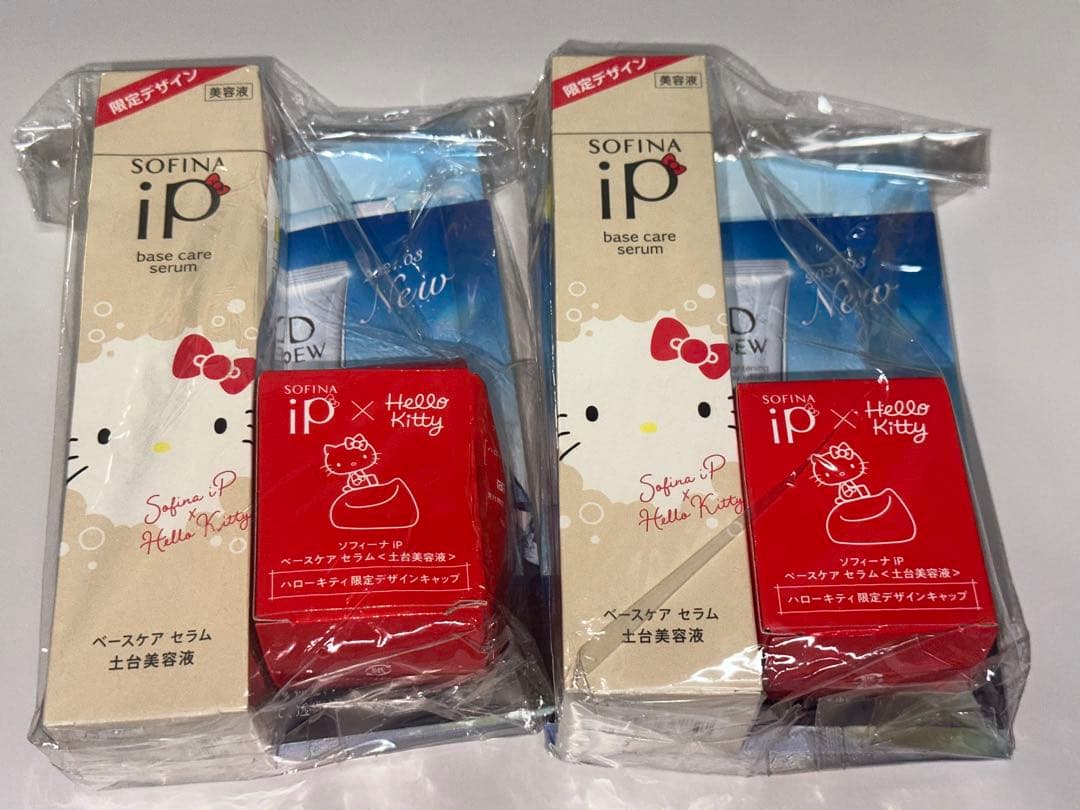 限定デザイン
美容液
SOFINA
iP
base care
serum
Sofina iP
×
Hello Kitty
ベースケア セラム
土台美容液
New
CD
DEW
SOFINA
iP × Hello Kitty
ソフィーナ iP
ベースケア セラム<土台美容液>
ハローキティ限定デザインキャップ
限定デザイン
美容液
SOFINA
iP
base care
serum
Sofina iP
×
Hello Kitty
ベースケア セラム
土台美容液
2021.03
New
D
DEW
SOFINA
iP × Hello Kitty
ソフィーナ iP
ベースケア セラム<土台美容液>
ハローキティ限定デザインキャップ